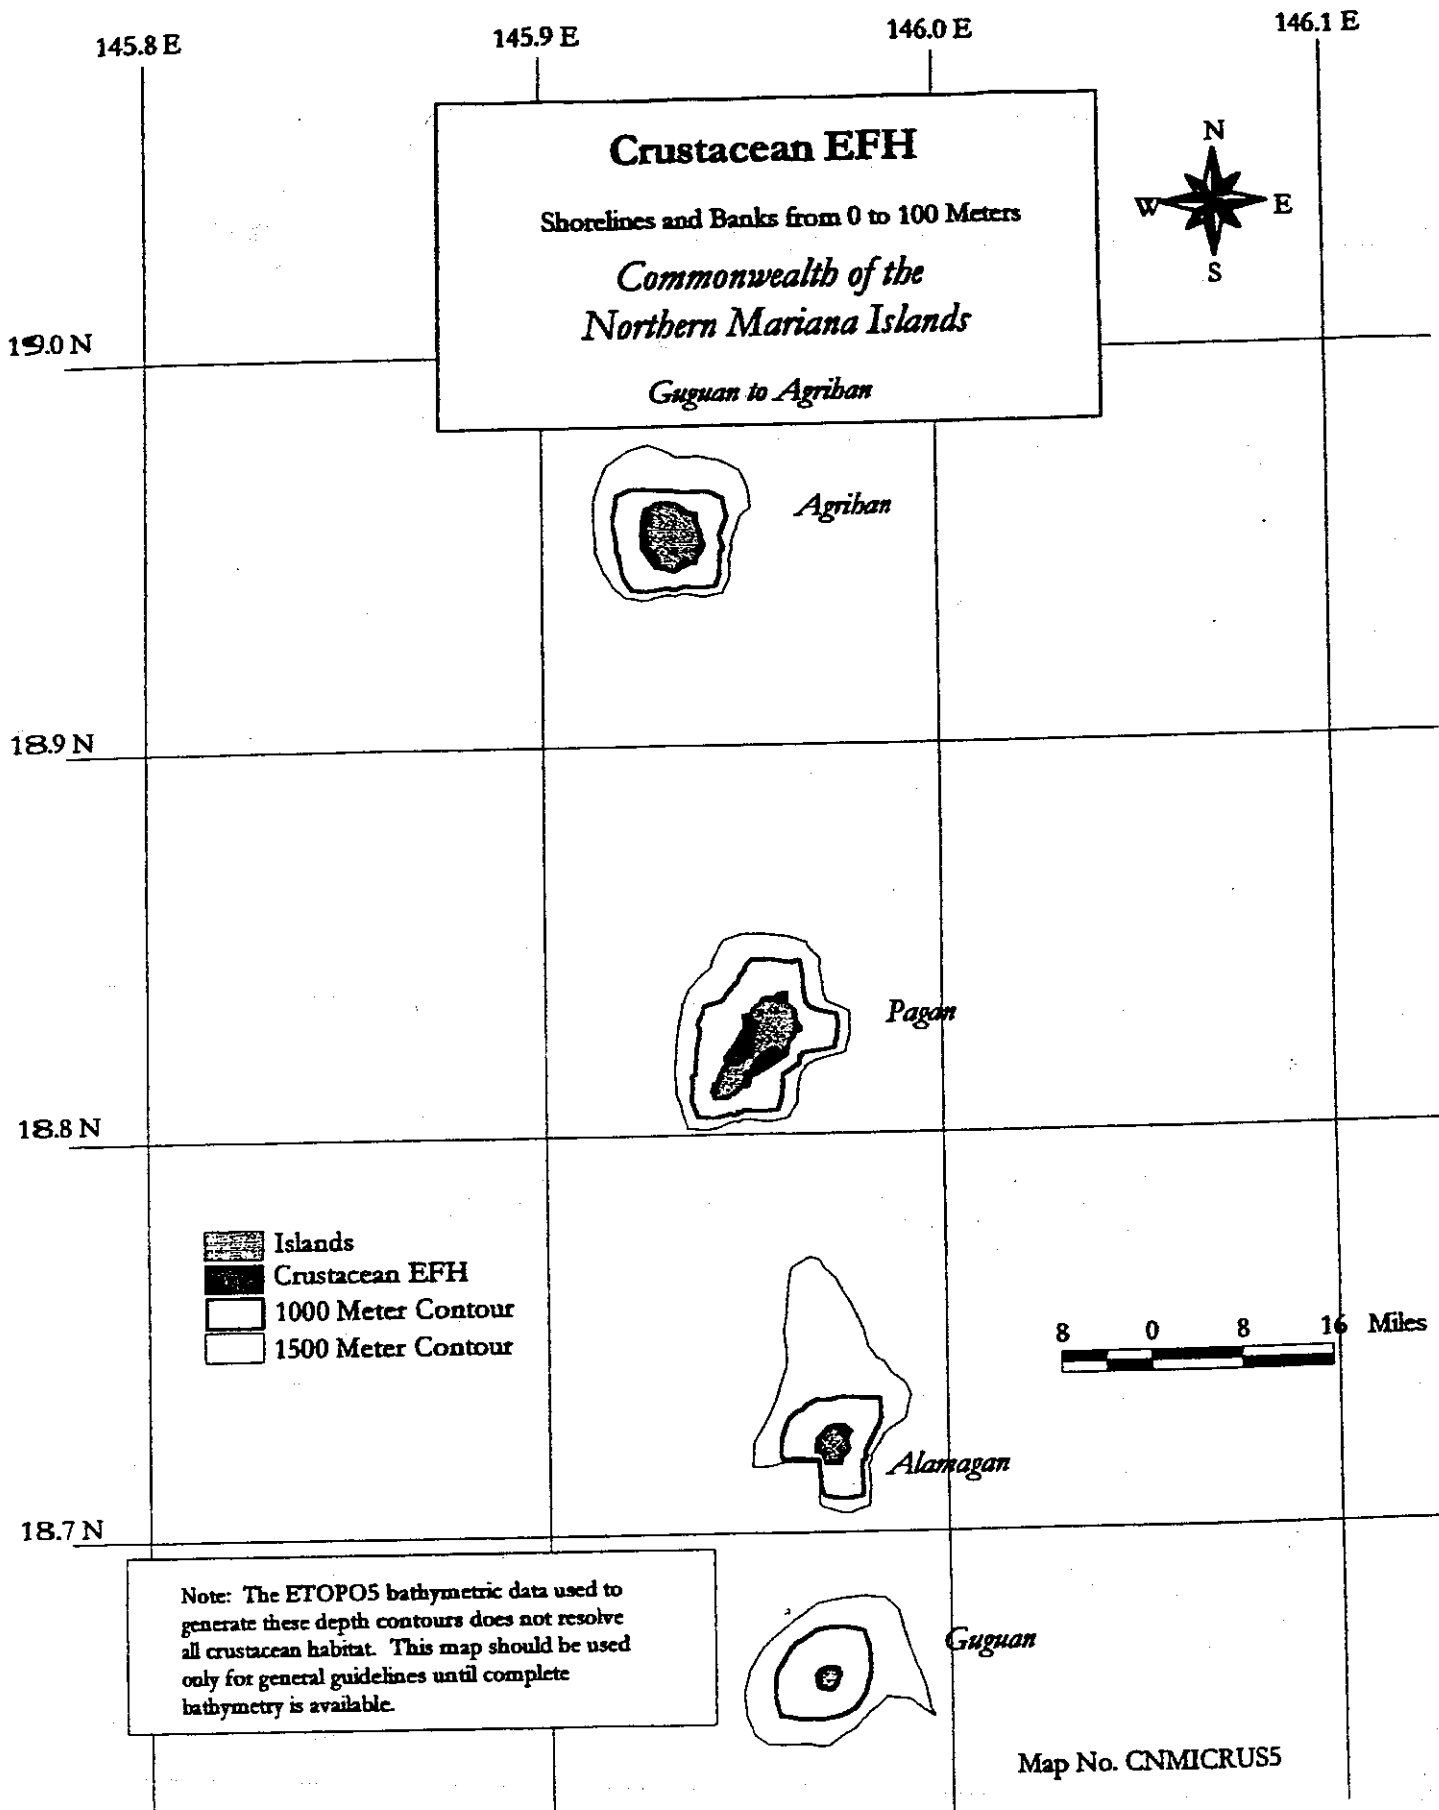 145.8 E
145.9 E
146.0 E
146.1 E
Crustacean EFH
Shorelines and Banks from 0 to 100 Meters
Commonwealth of the
Northern Mariana Islands
Guguan to Agrihan
N
W
E
S
19.0 N
Agrihan
18.9 N
Pagan
18.8 N
Islands
Crustacean EFH
1000 Meter Contour
1500 Meter Contour
8 0 8 16 Miles
Alamagan
18.7 N
Note: The ETOPO5 bathymetric data used to
generate these depth contours does not resolve
all crustacean habitat. This map should be used
only for general guidelines until complete
bathymetry is available.
Guguan
Map No. CNMICRUS5